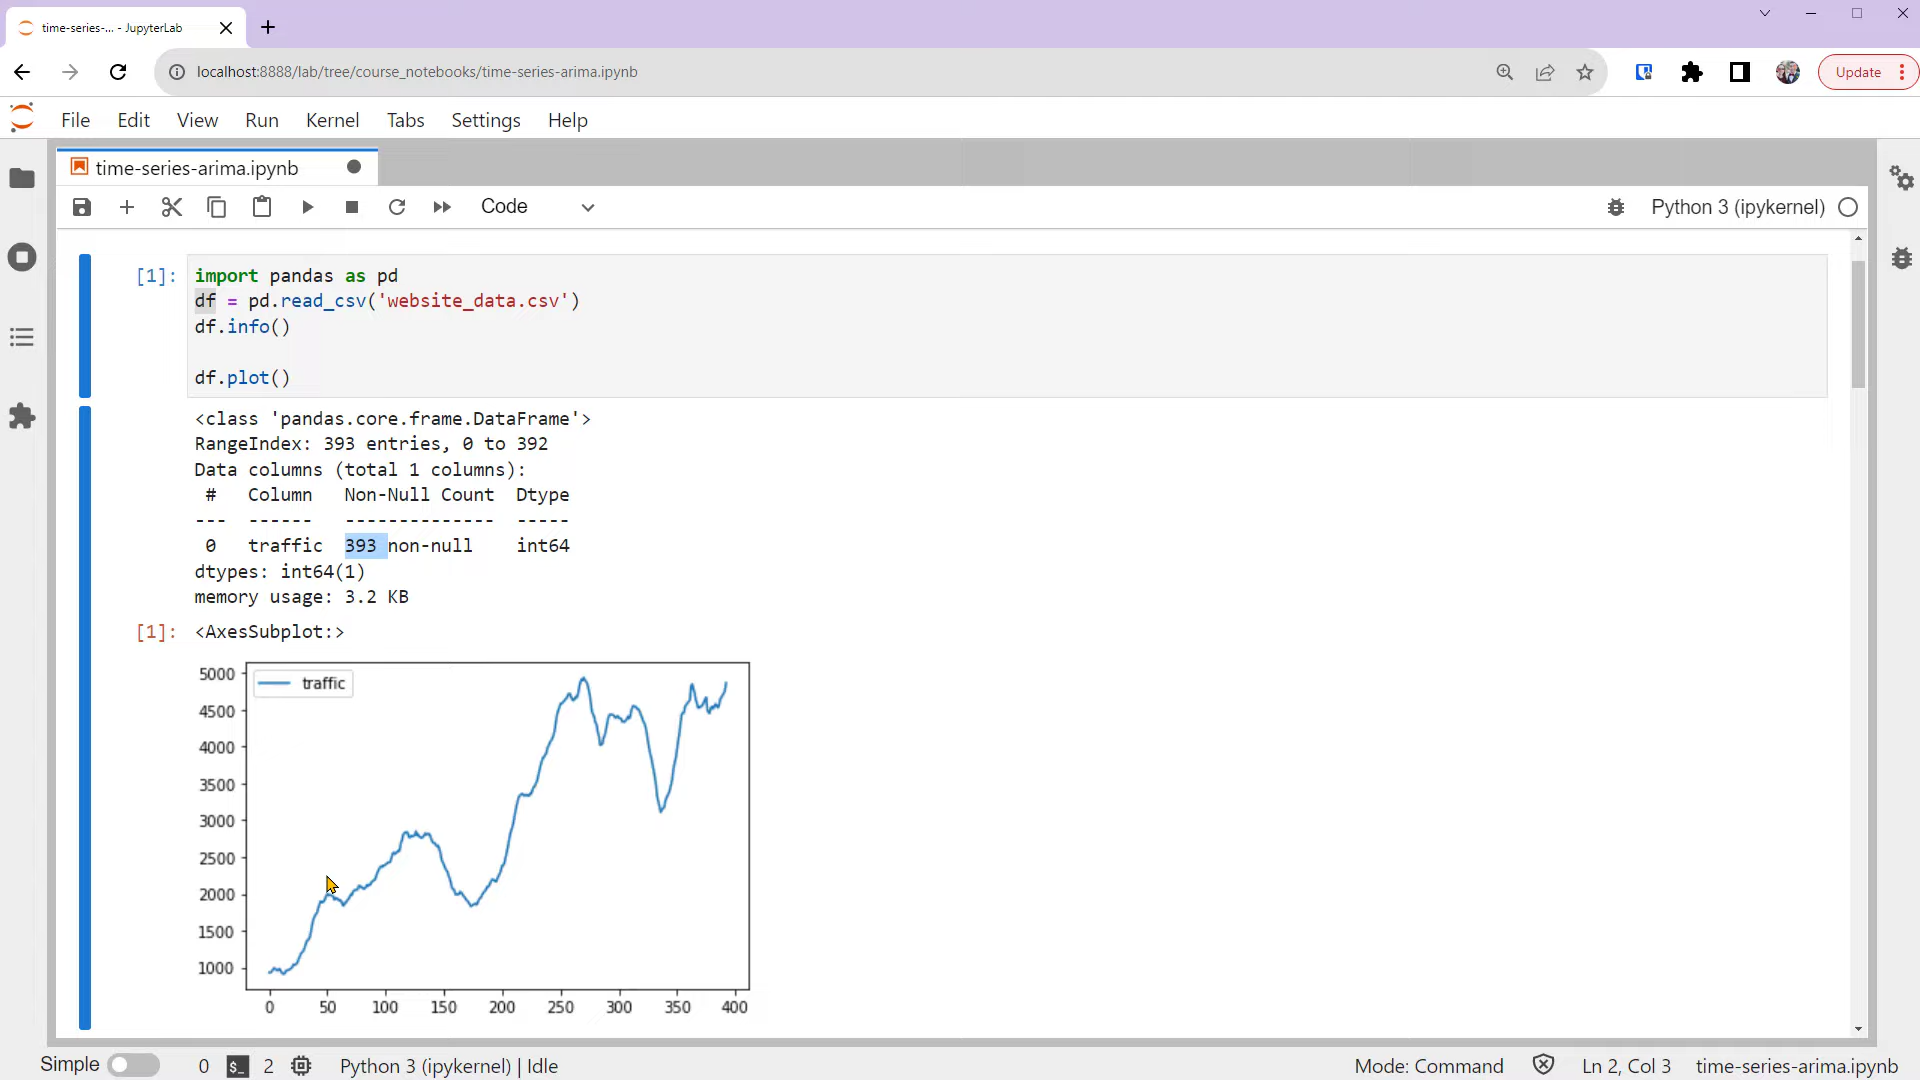 time-series-... - JupyterLab
localhost:8888/lab/tree/course_notebooks/time-series-arima.ipynb
Update
File Edit View Run Kernel Tabs Settings Help
time-series-arima.ipynb
Code
Python 3 (ipykernel)
[1]: import pandas as pd
df = pd.read_csv('website_data.csv')
df.info()
df.plot()
<class 'pandas.core.frame.DataFrame'>
RangeIndex: 393 entries, 0 to 392
Data columns (total 1 columns):
# Column Non-Null Count Dtype
--- ------ -------------- -----
0 traffic 393 non-null int64
dtypes: int64(1)
memory usage: 3.2 KB
[1]: <AxesSubplot:>
traffic
5000
4500
4000
3500
3000
2500
2000
1500
1000
0 50 100 150 200 250 300 350 400
Simple 0 $_ 2 Python 3 (ipykernel) | Idle Mode: Command Ln 2, Col 3 time-series-arima.ipynb